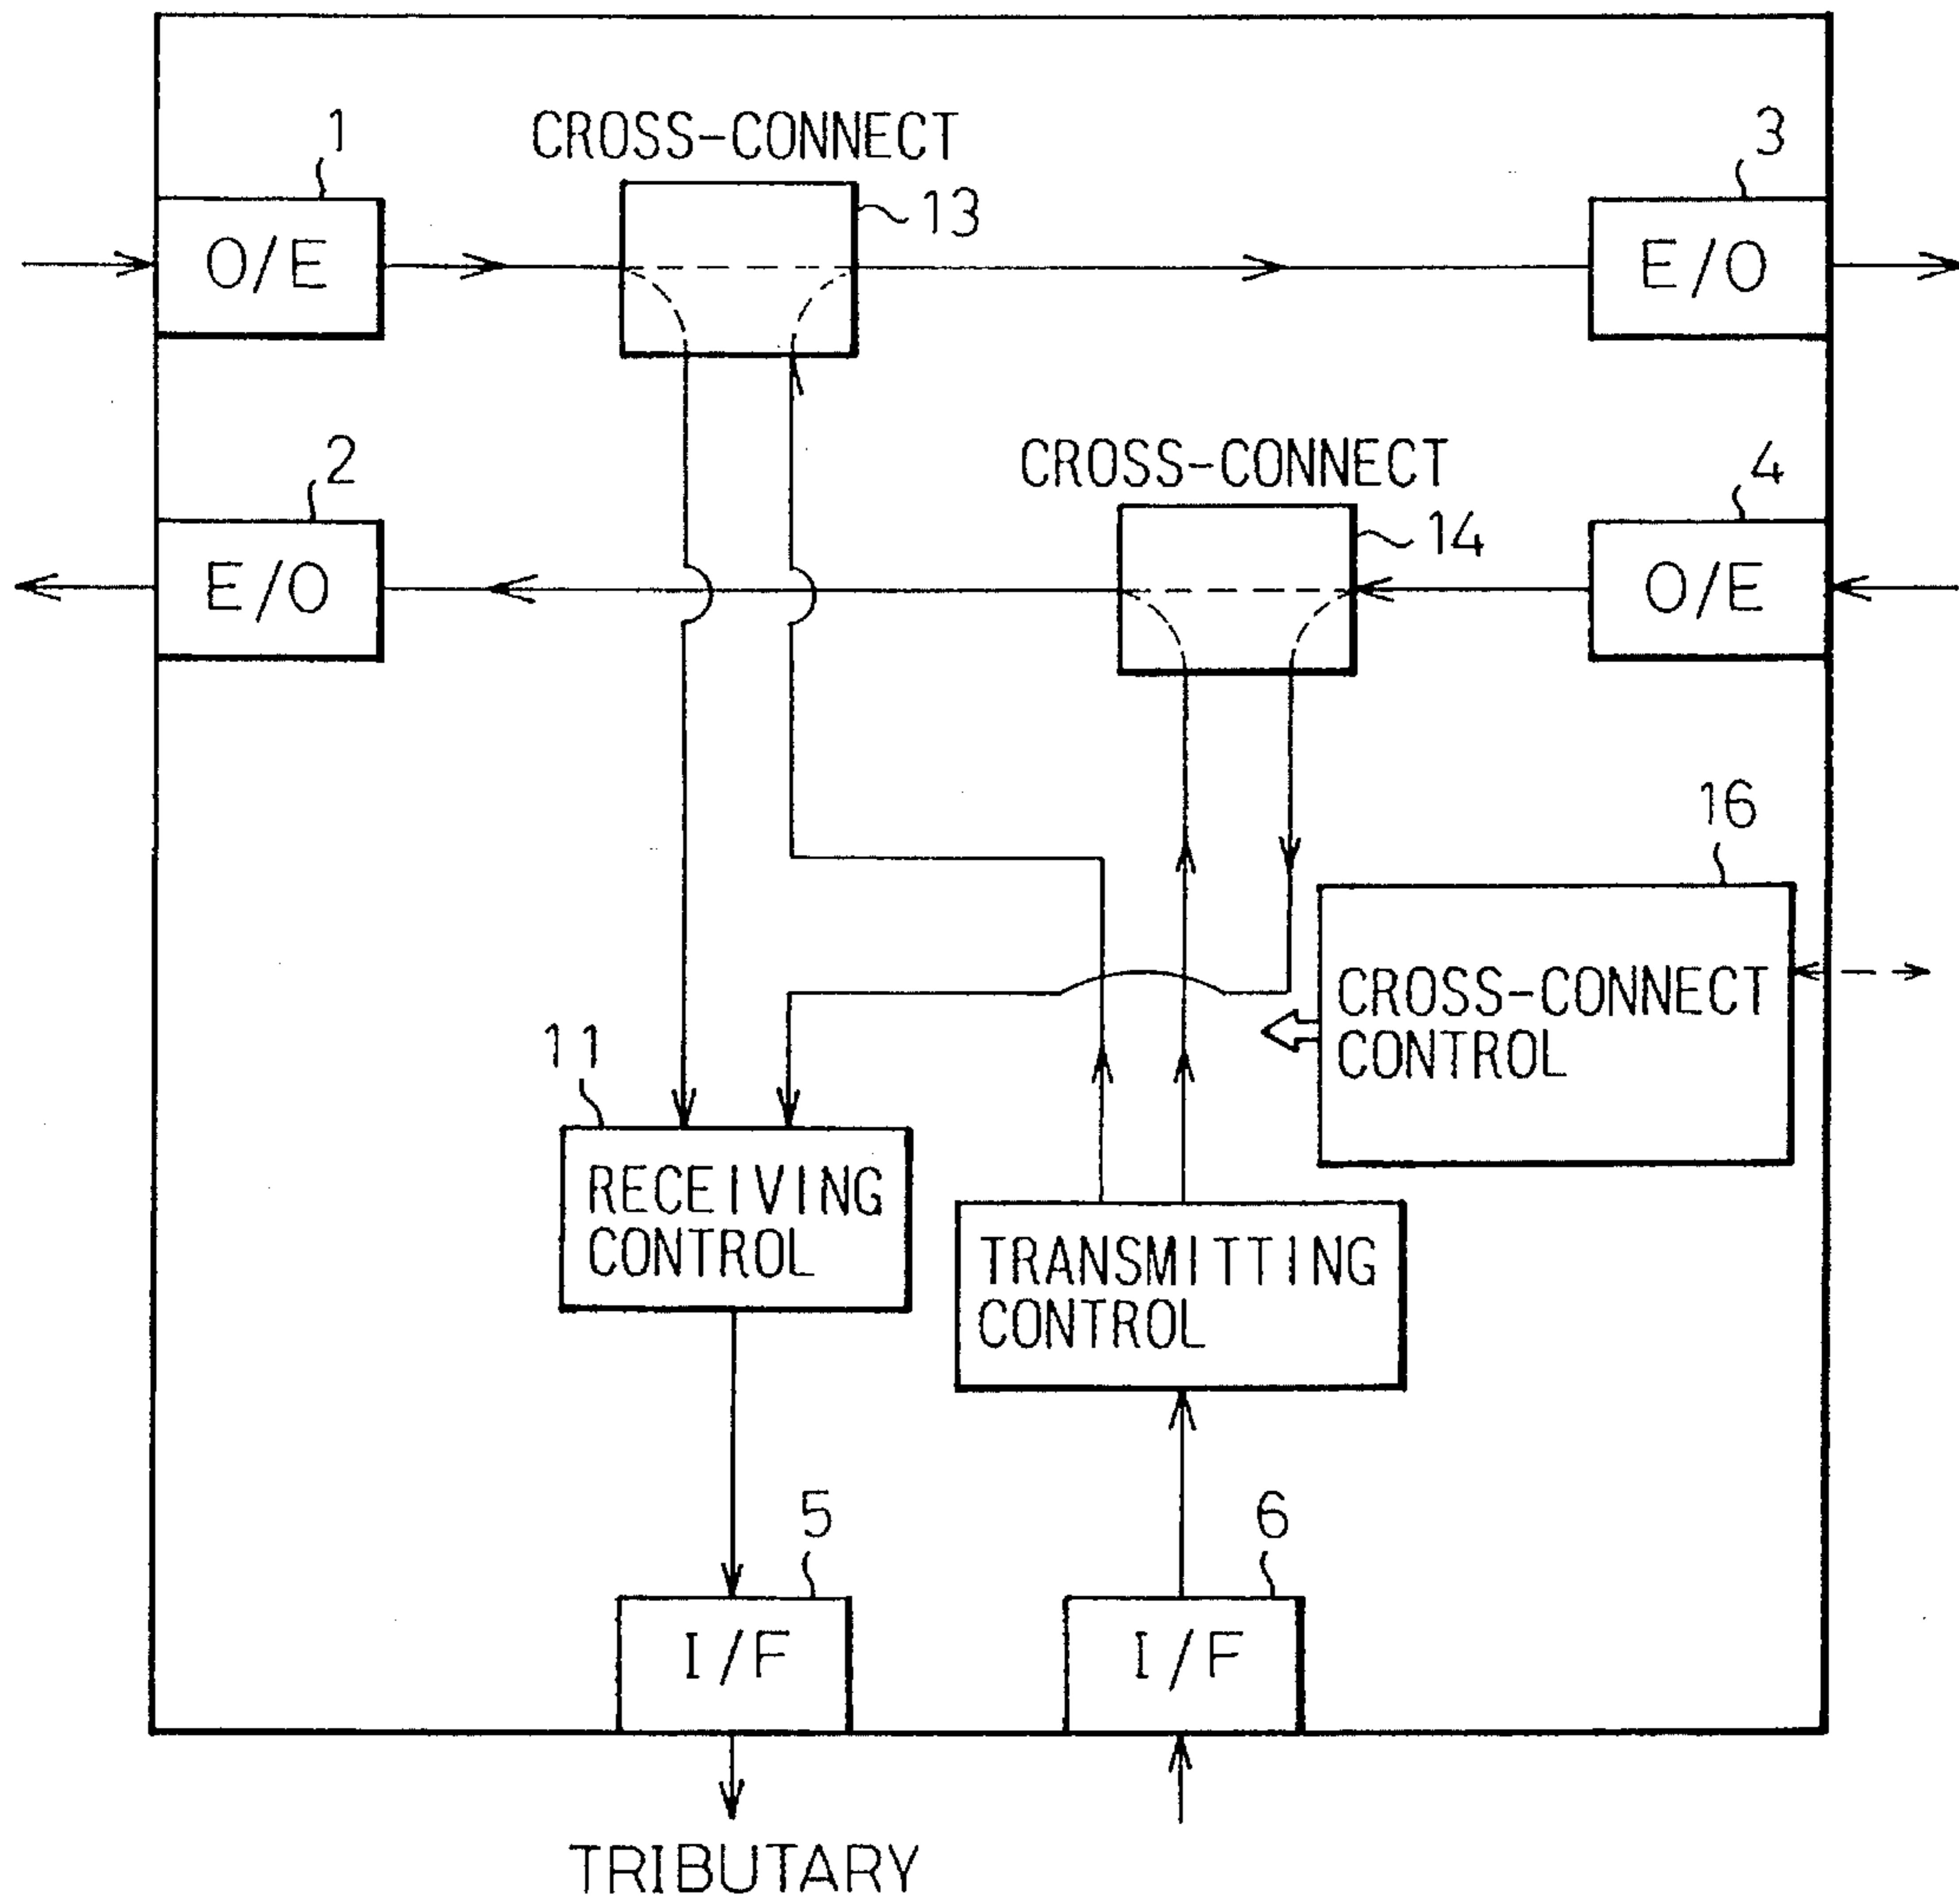 1
CROSS-CONNECT
3
13
O/E
E/O
2
CROSS-CONNECT
4
14
E/O
O/E
16
CROSS-CONNECT
CONTROL
11
RECEIVING
CONTROL
TRANSMITTING
CONTROL
5
6
I/F
I/F
TRIBUTARY